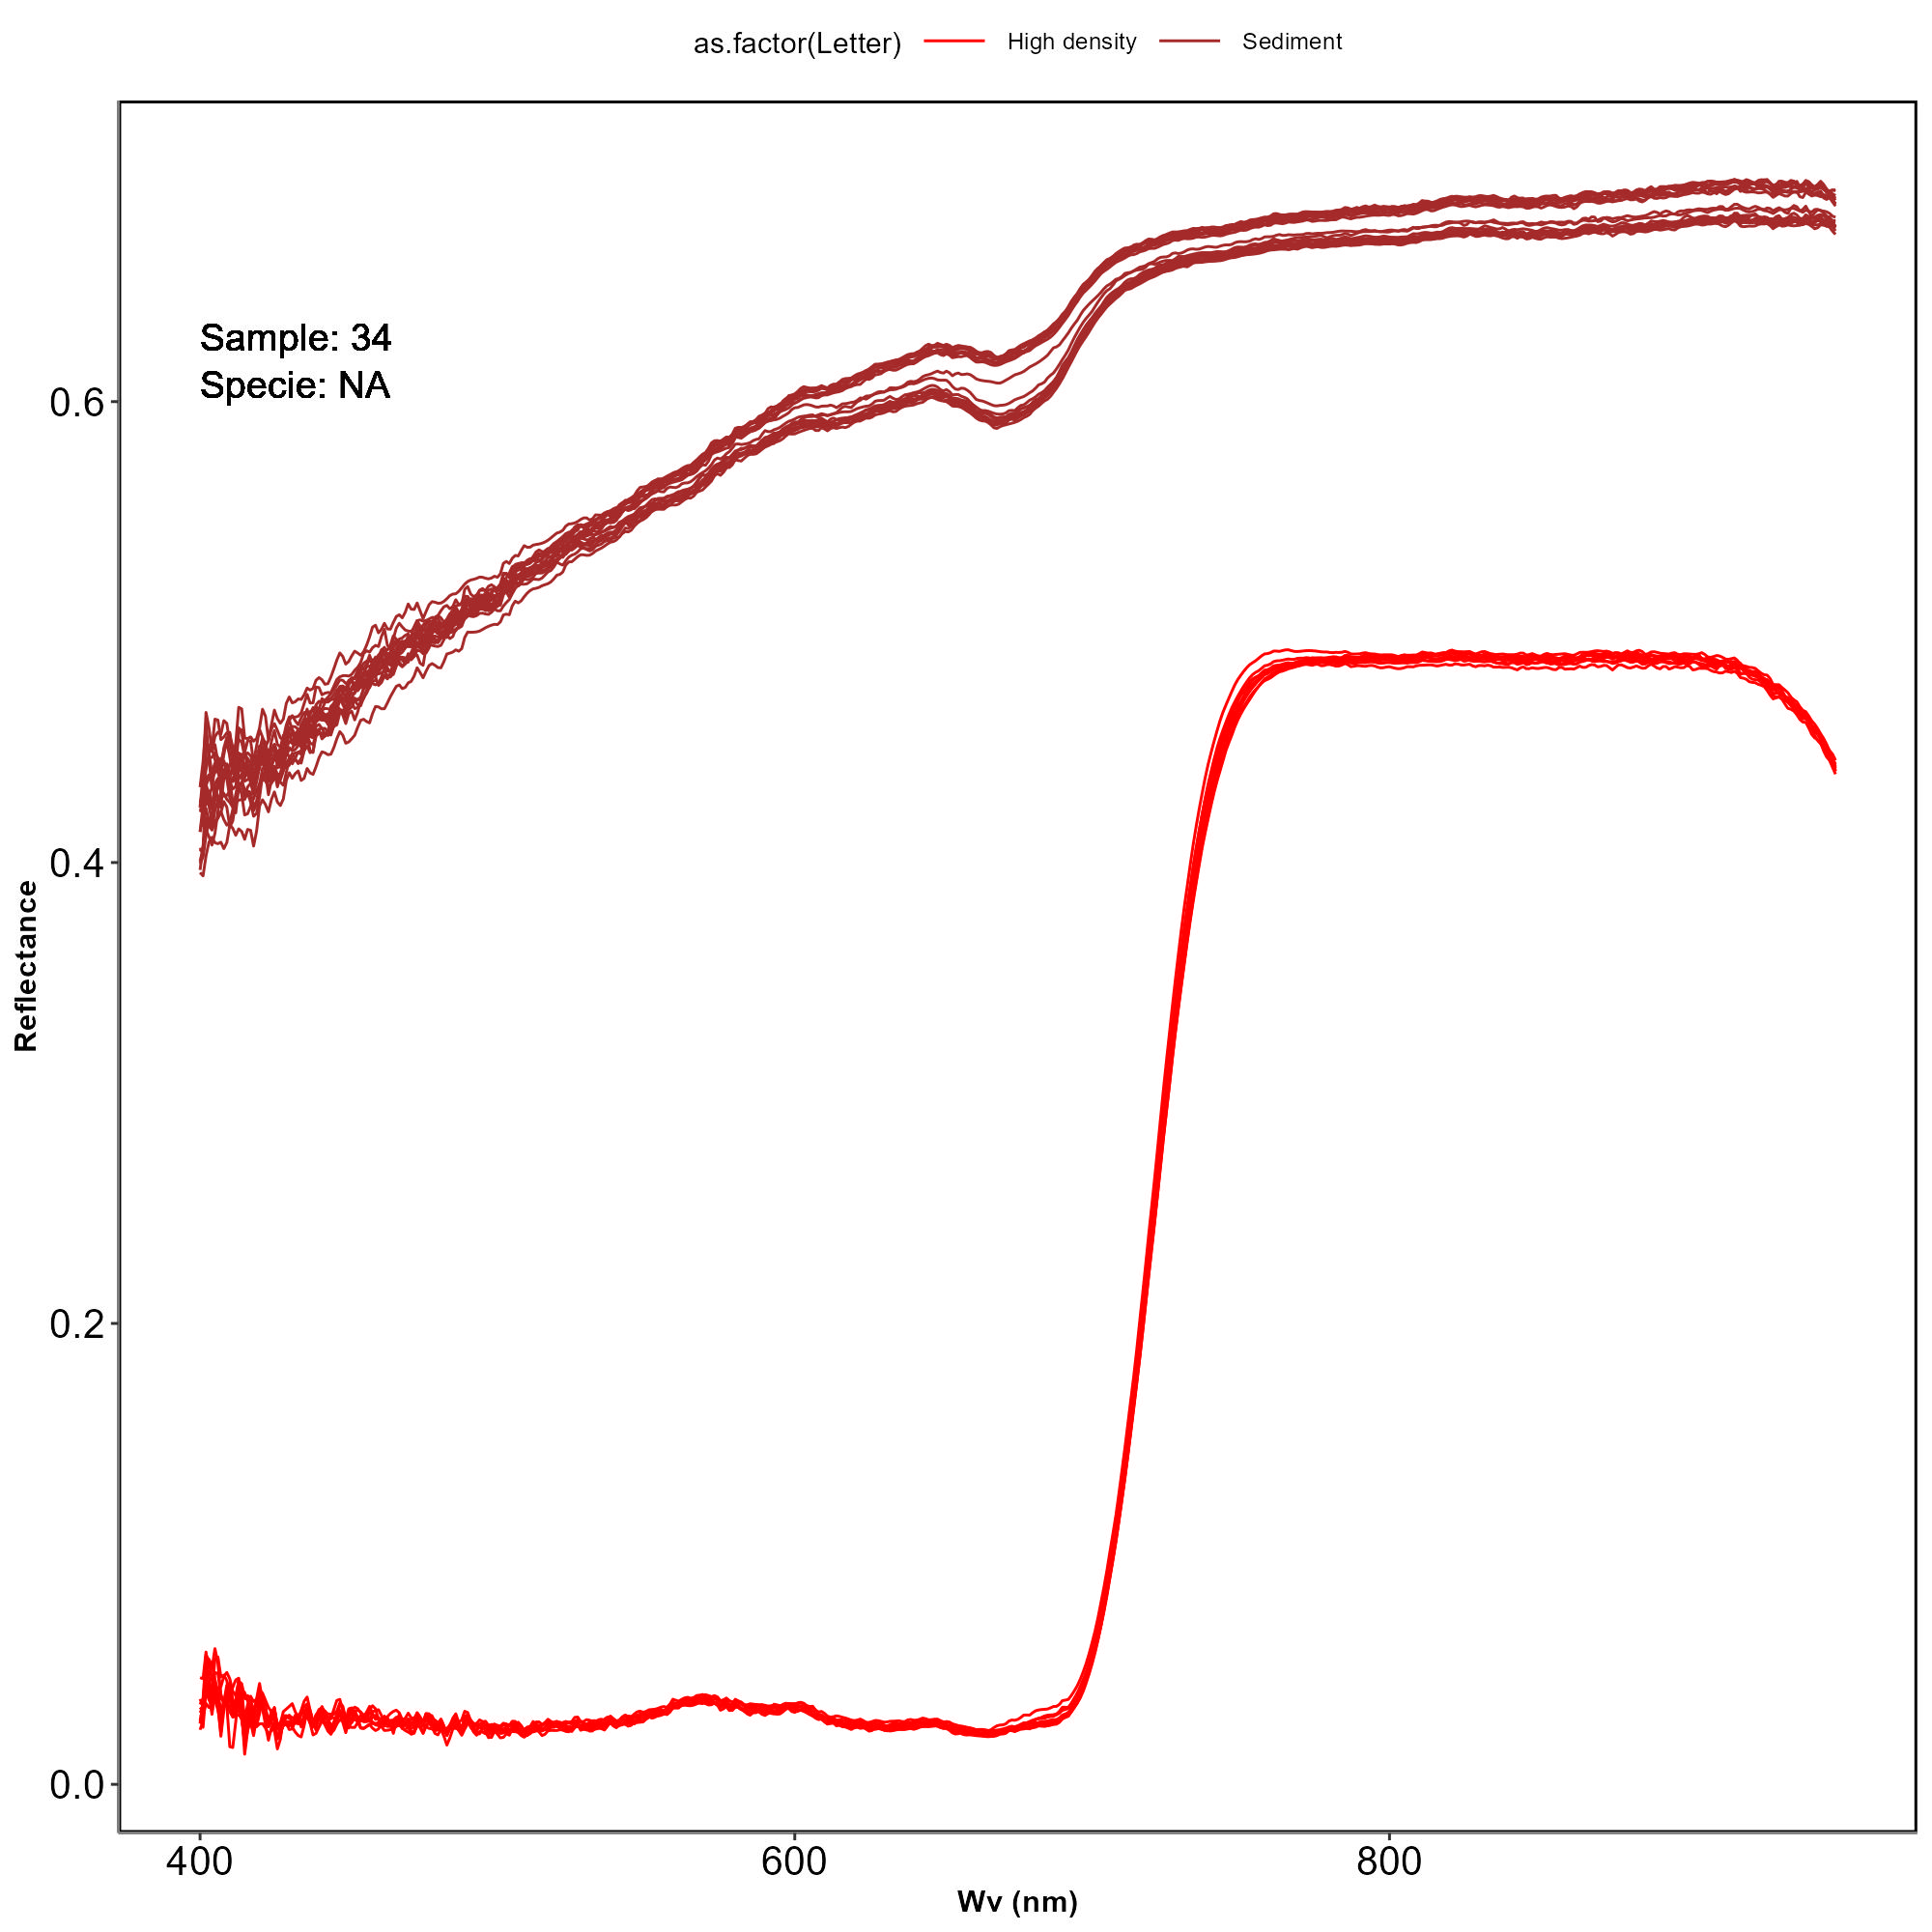 as.factor(Letter) High density Sediment
Sample: 34
Specie: NA
0.6
0.4
0.2
0.0
Reflectance
400 600 800
Wv (nm)